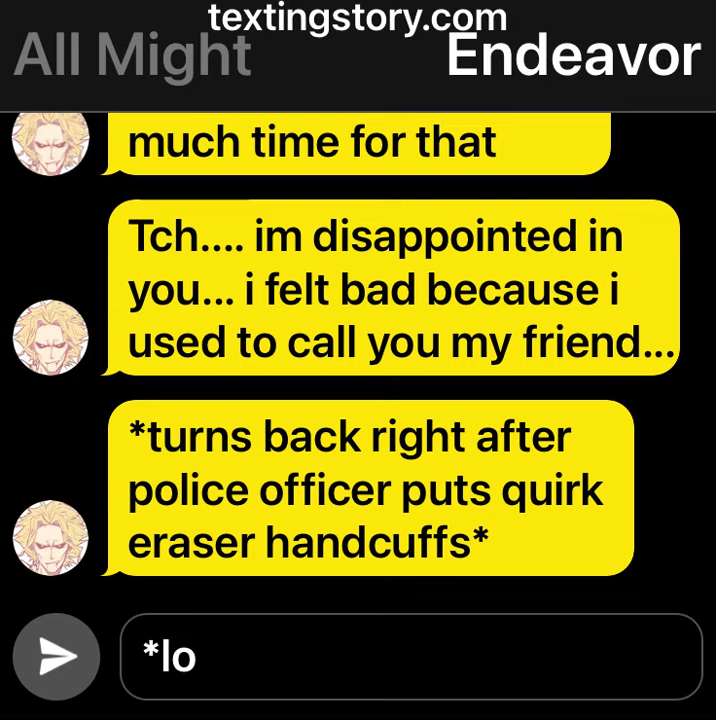 textingstory.com
All Might Endeavor
much time for that
Tch.... im disappointed in
you... i felt bad because i
used to call you my friend...
*turns back right after
police officer puts quirk
eraser handcuffs*
*lo